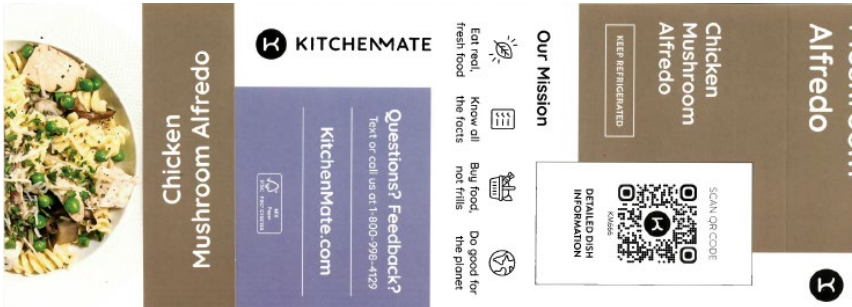 Chicken
Mushroom Alfredo
KITCHENMATE
Questions? Feedback?
Text or call us at 1-800-998-4129
KitchenMate.com
MIX
Paper
Our Mission
Eat real,
fresh food
Know all
the facts
Buy food,
not frills
Do good for
the planet
Chicken
Mushroom
Alfredo
KEEP REFRIGERATED
SCAN QR CODE
KM666
DETAILED DISH
INFORMATION
Alfredo